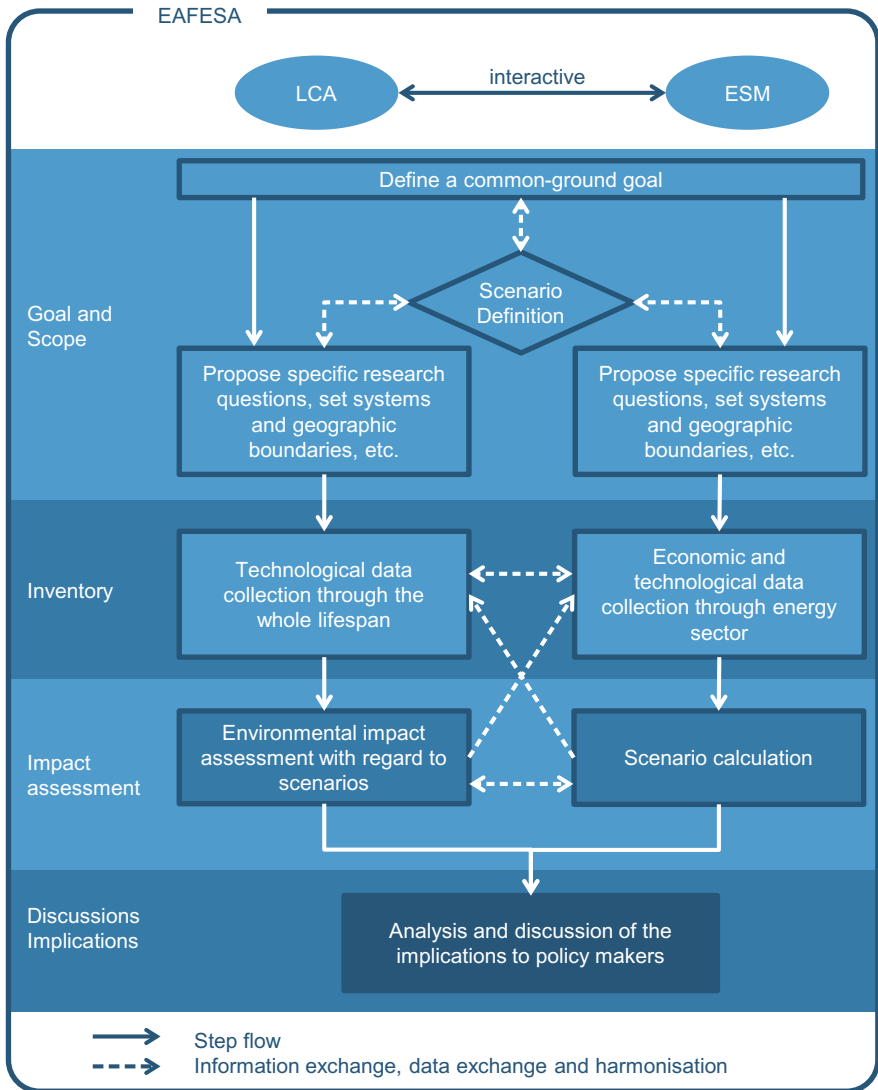 EAFESA
LCA
interactive
ESM
Define a common-ground goal
Scenario
Definition
Goal and
Scope
Propose specific research
questions, set systems
and geographic
boundaries, etc.
Propose specific research
questions, set systems
and geographic
boundaries, etc.
Inventory
Technological data
collection through the
whole lifespan
Economic and
technological data
collection through energy
sector
Impact
assessment
Environmental impact
assessment with regard to
scenarios
Scenario calculation
Discussions
Implications
Analysis and discussion of the
implications to policy makers
Step flow
Information exchange, data exchange and harmonisation